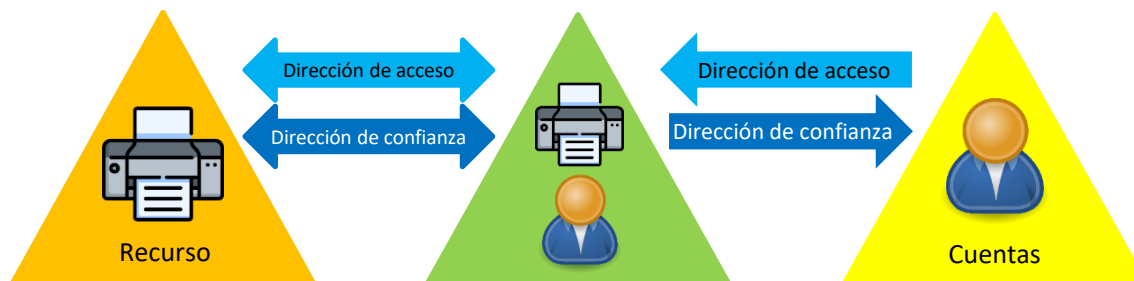 Dirección de acceso
Dirección de acceso
Dirección de confianza
Dirección de confianza
Recurso
Cuentas